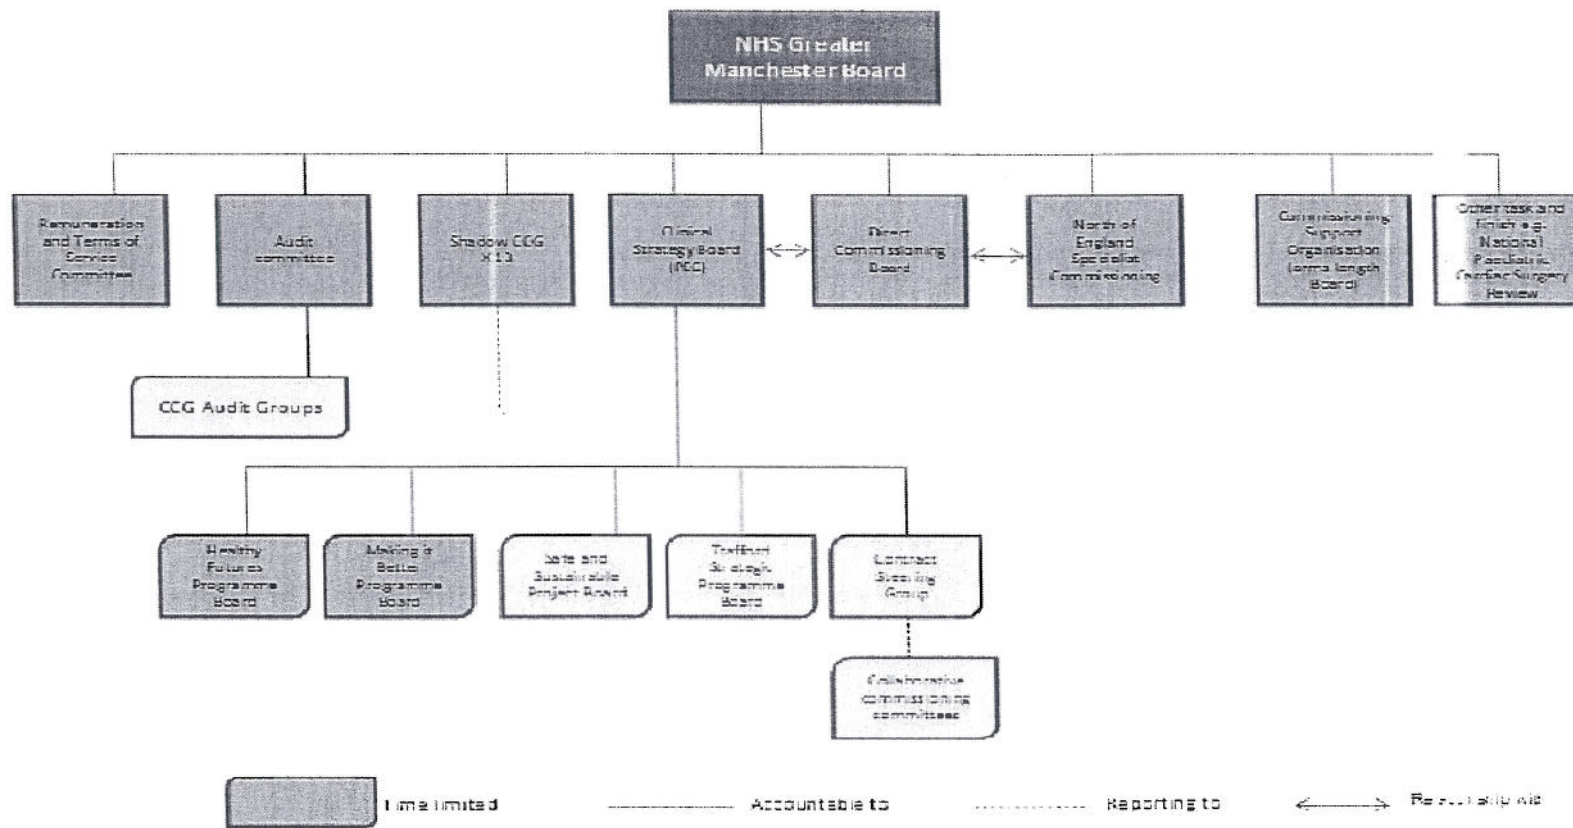 NHS Greater
Manchester Board
Remuneration
and Terms of
Service
Committee
Audit
committee
Shadow CCG
X 13
Clinical
Strategy Board
(PEC)
Direct
Commissioning
Board
North of
England
Specialist
Commissioning
Commissioning
Support
Organisation
(arms length
Board)
Other task and
finish e.g.
National
Paediatric
Cardiac Surgery
Review
CCG Audit Groups
Healthy
Futures
Programme
Board
Making it
Better
Programme
Board
Safe and
Sustainable
Project Board
Trafford
Strategic
Programme
Board
Contract
Steering
Group
Collaborative
commissioning
committees
Time limited
Accountable to
Reporting to
Relationship